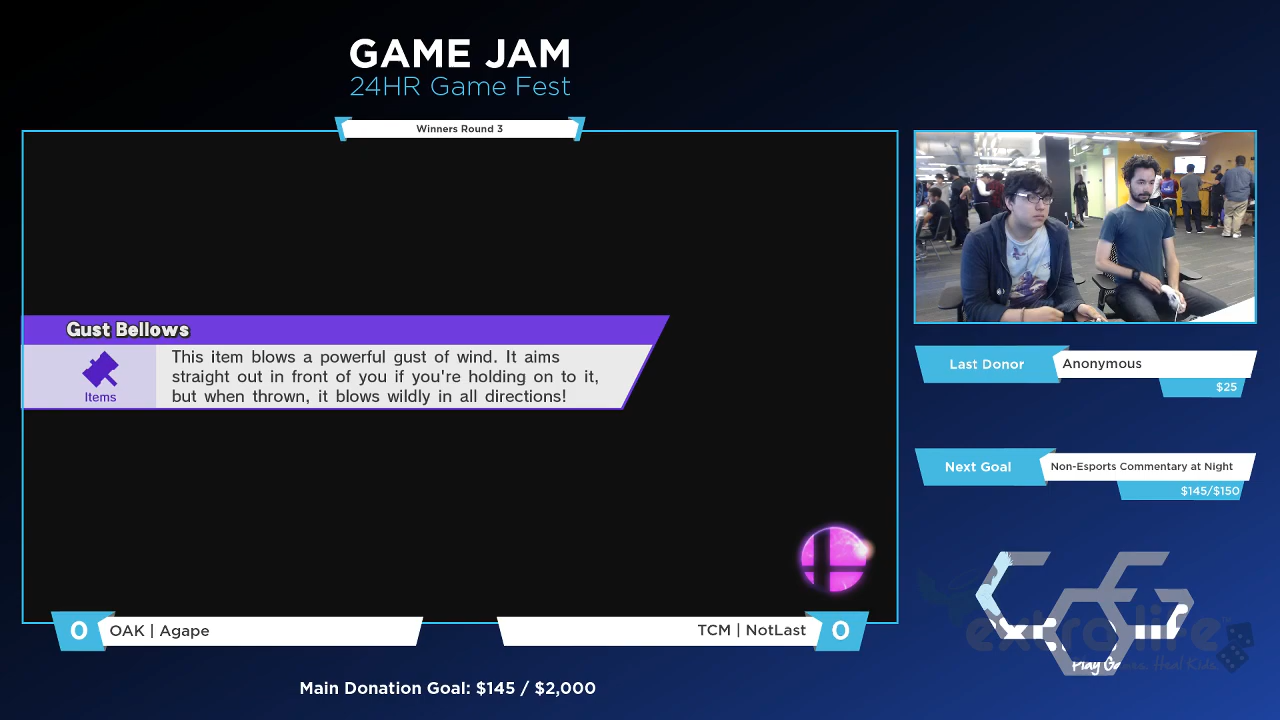 GAME JAM
24HR Game Fest
Winners Round 3
Gust Bellows
Items
This item blows a powerful gust of wind. It aims
straight out in front of you if you're holding on to it,
but when thrown, it blows wildly in all directions!
Last Donor
Anonymous
$25
Next Goal
Non-Esports Commentary at Night
$145/$150
0
OAK | Agape
TCM | NotLast
0
extra life
Play Games. Heal Kids.
Main Donation Goal: $145 / $2,000